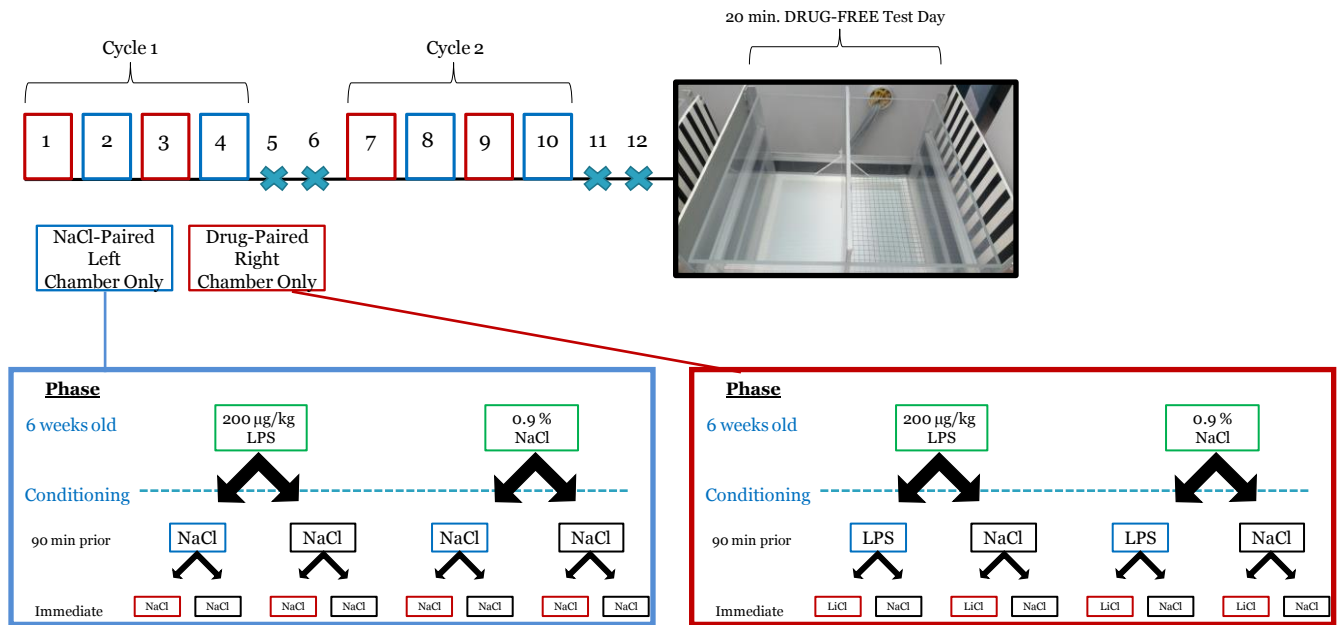 20 min. DRUG-FREE Test Day
Cycle 1
Cycle 2
1 2 3 4 5 6 7 8 9 10 11 12
NaCl-Paired
Left
Chamber Only
Drug-Paired
Right
Chamber Only
Phase
6 weeks old
200 µg/kg
LPS
0.9 %
NaCl
Conditioning
90 min prior
NaCl NaCl NaCl NaCl
Immediate
NaCl NaCl NaCl NaCl NaCl NaCl NaCl NaCl
Phase
6 weeks old
200 µg/kg
LPS
0.9 %
NaCl
Conditioning
90 min prior
LPS NaCl LPS NaCl
Immediate
LiCl NaCl LiCl NaCl LiCl NaCl LiCl NaCl